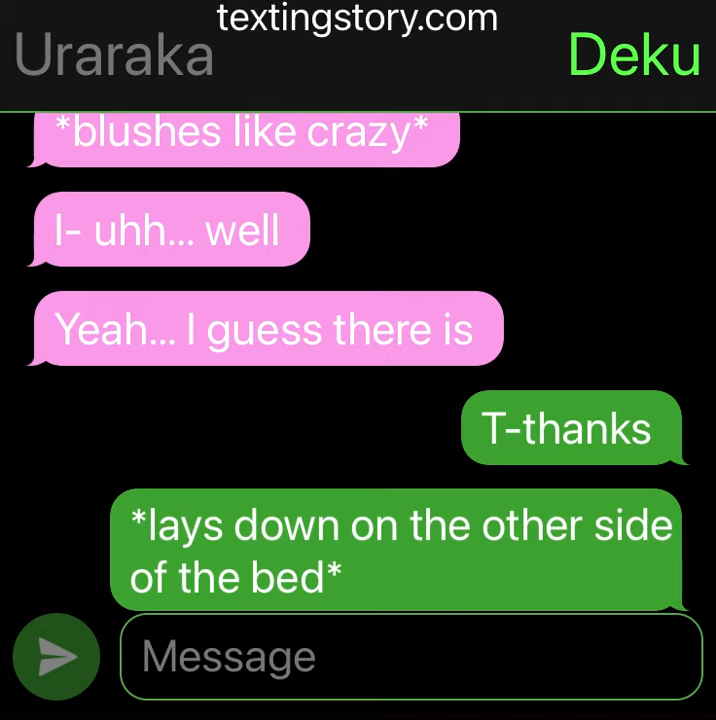 textingstory.com
Uraraka
Deku
*blushes like crazy*
I- uhh... well
Yeah... I guess there is
T-thanks
*lays down on the other side
of the bed*
Message